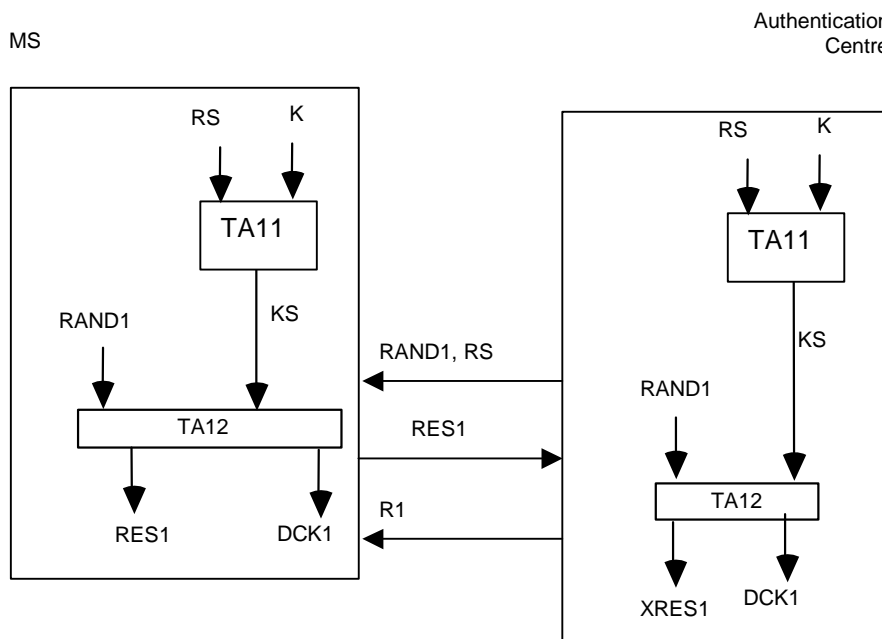 MS
Authentication
Centre
RS
K
TA11
KS
RAND1
TA12
RES1
DCK1
RAND1, RS
RES1
R1
RS
K
TA11
KS
RAND1
TA12
XRES1
DCK1